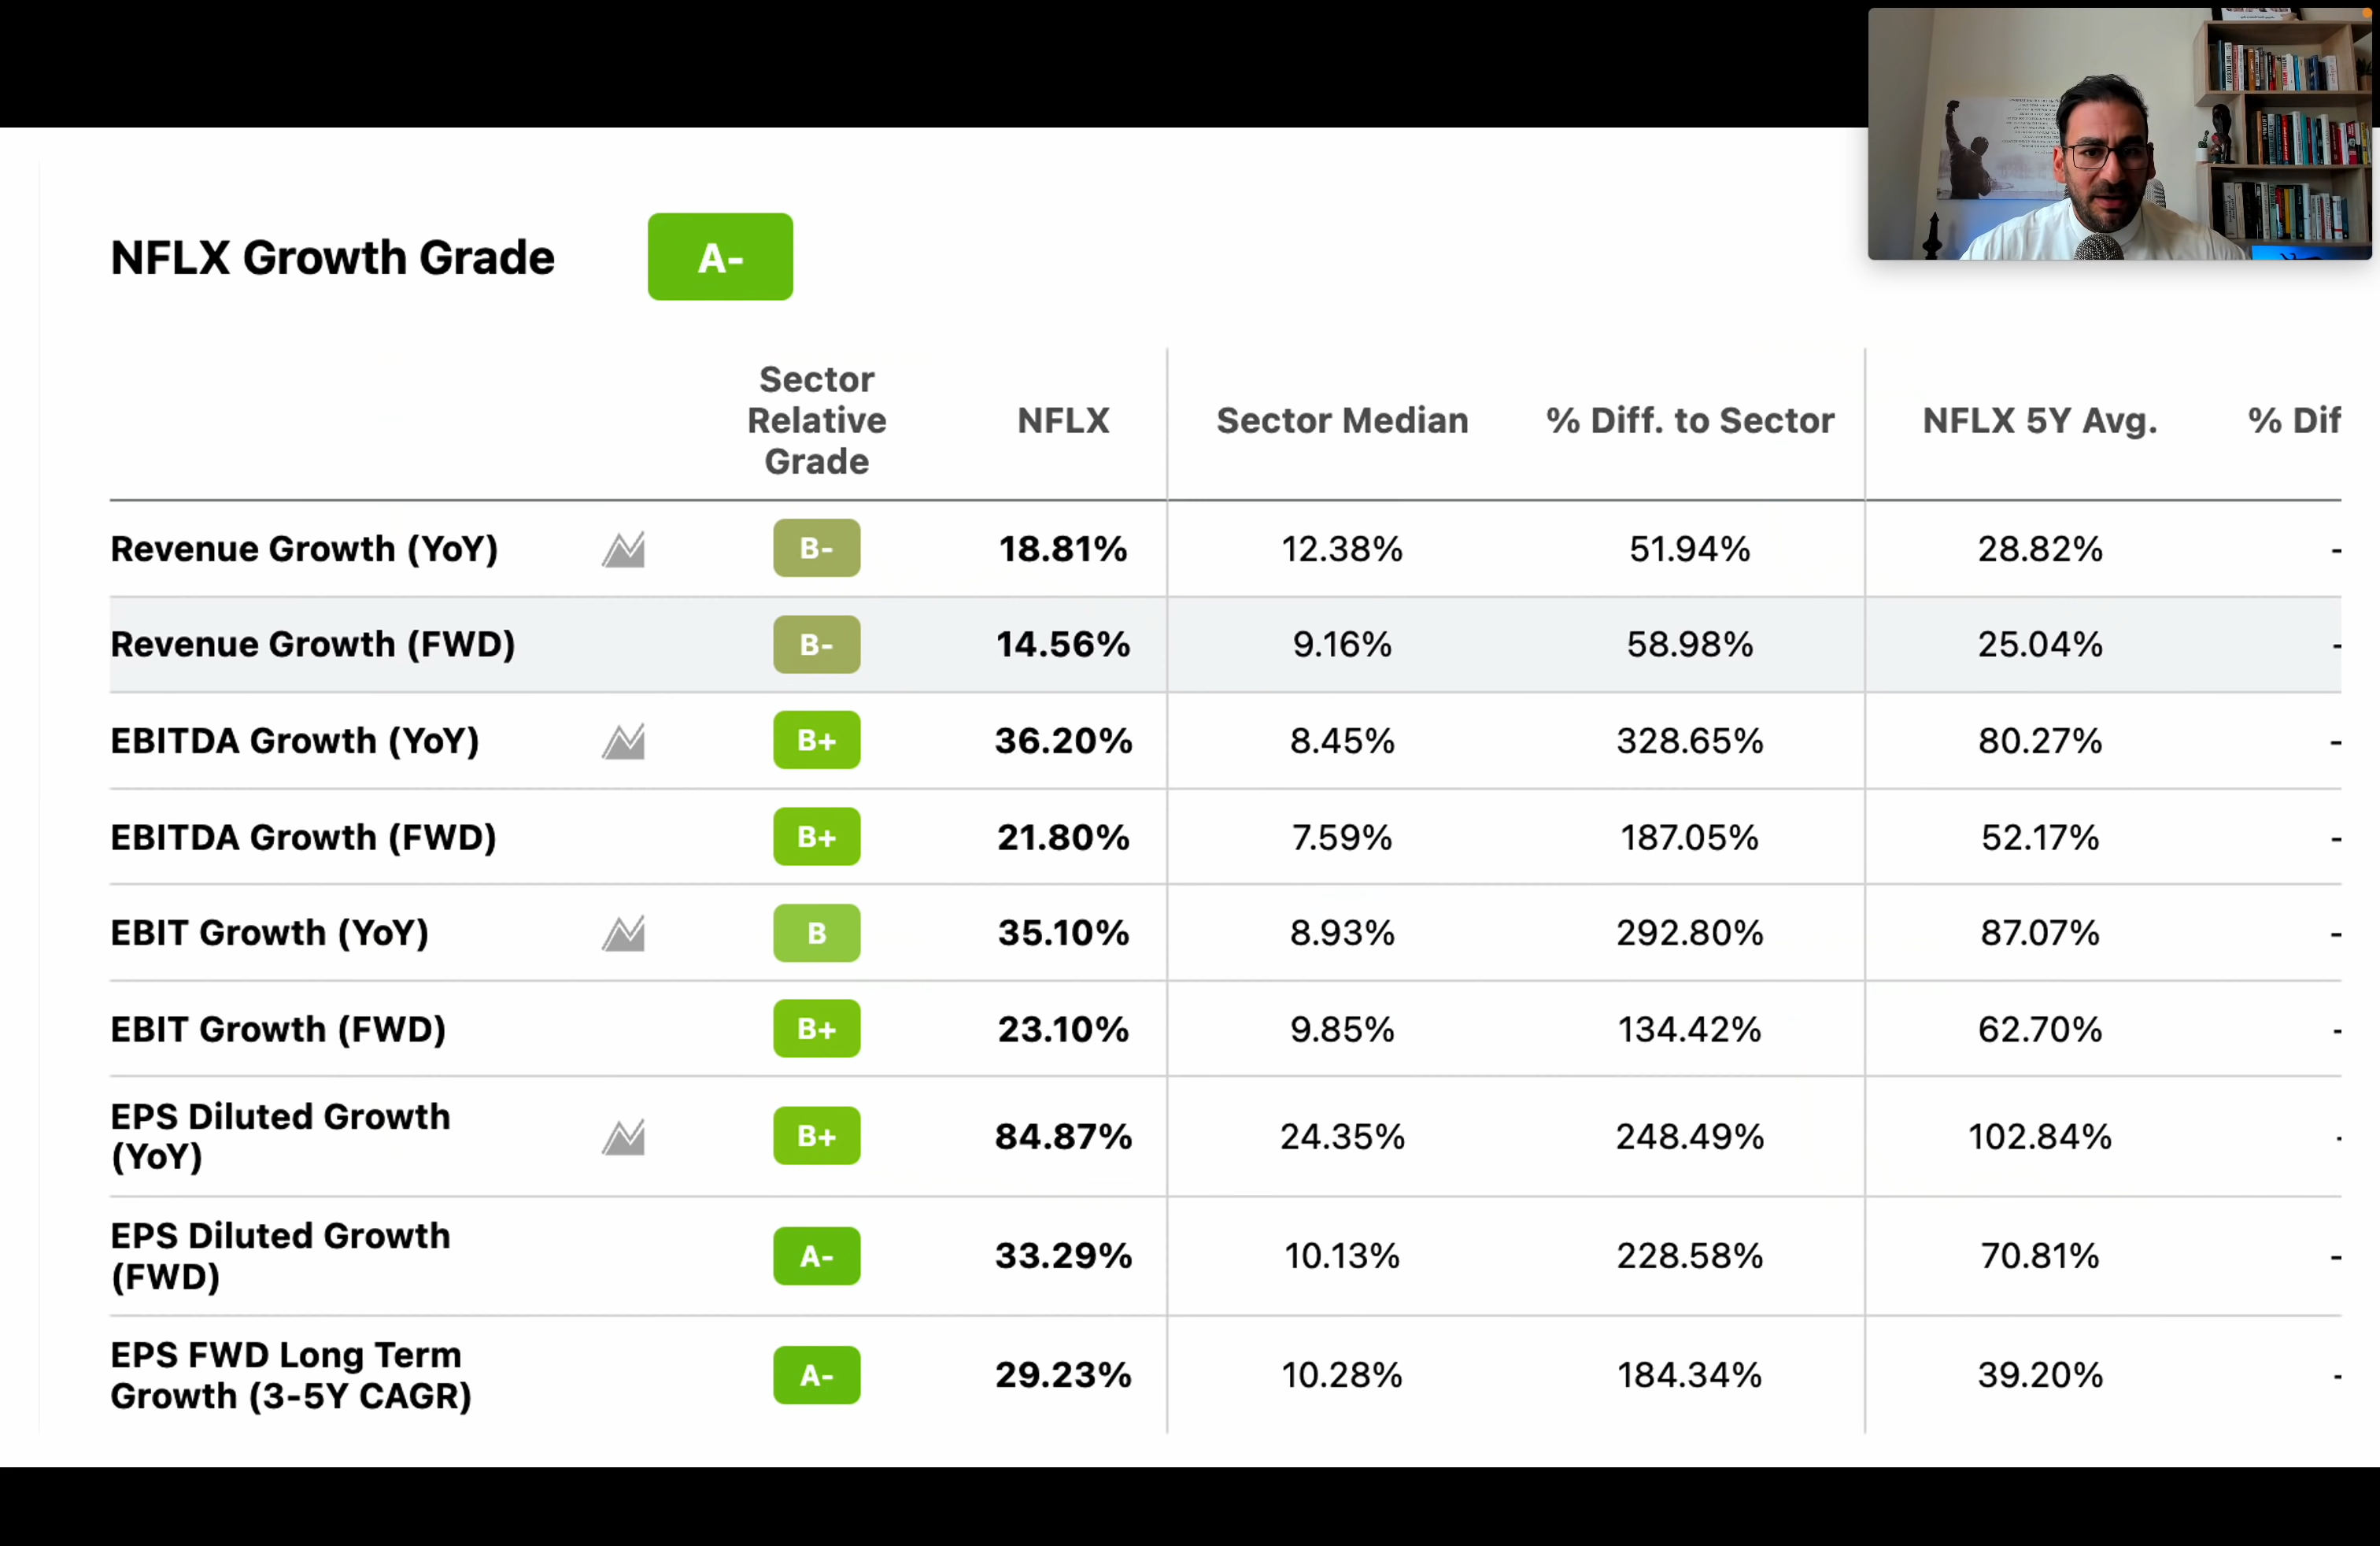 NFLX Growth Grade A-
Sector
Relative
Grade
NFLX Sector Median % Diff. to Sector NFLX 5Y Avg. % Dif
Revenue Growth (YoY) B- 18.81% 12.38% 51.94% 28.82% -
Revenue Growth (FWD) B- 14.56% 9.16% 58.98% 25.04% -
EBITDA Growth (YoY) B+ 36.20% 8.45% 328.65% 80.27% -
EBITDA Growth (FWD) B+ 21.80% 7.59% 187.05% 52.17% -
EBIT Growth (YoY) B 35.10% 8.93% 292.80% 87.07% -
EBIT Growth (FWD) B+ 23.10% 9.85% 134.42% 62.70% -
EPS Diluted Growth
(YoY) B+ 84.87% 24.35% 248.49% 102.84% -
EPS Diluted Growth
(FWD) A- 33.29% 10.13% 228.58% 70.81% -
EPS FWD Long Term
Growth (3-5Y CAGR) A- 29.23% 10.28% 184.34% 39.20% -